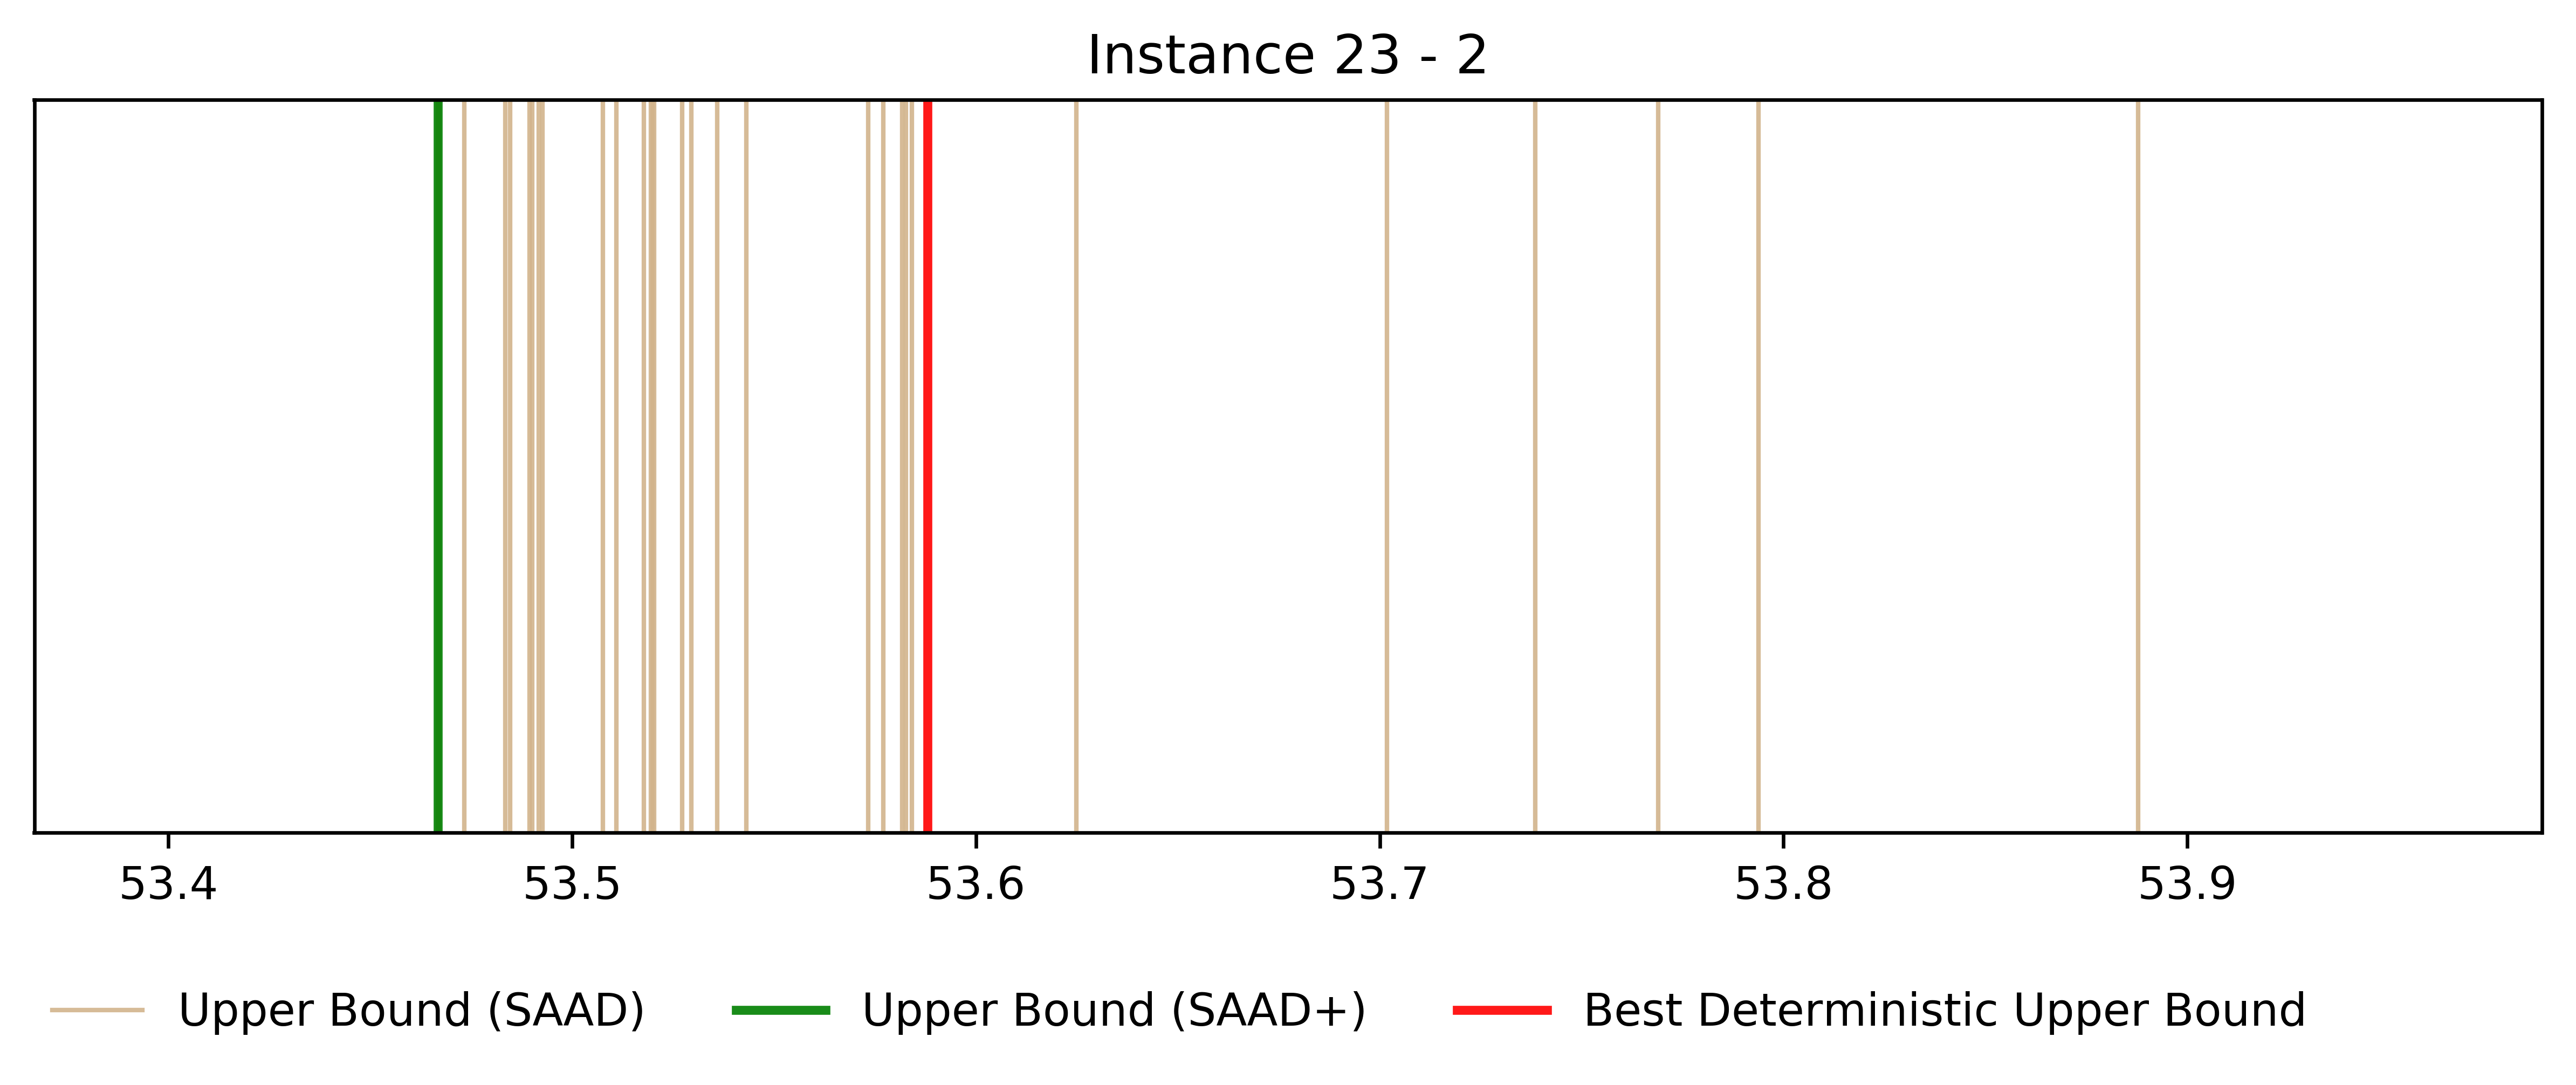 Instance 23 - 2
53.4 53.5 53.6 53.7 53.8 53.9
Upper Bound (SAAD) Upper Bound (SAAD+) Best Deterministic Upper Bound